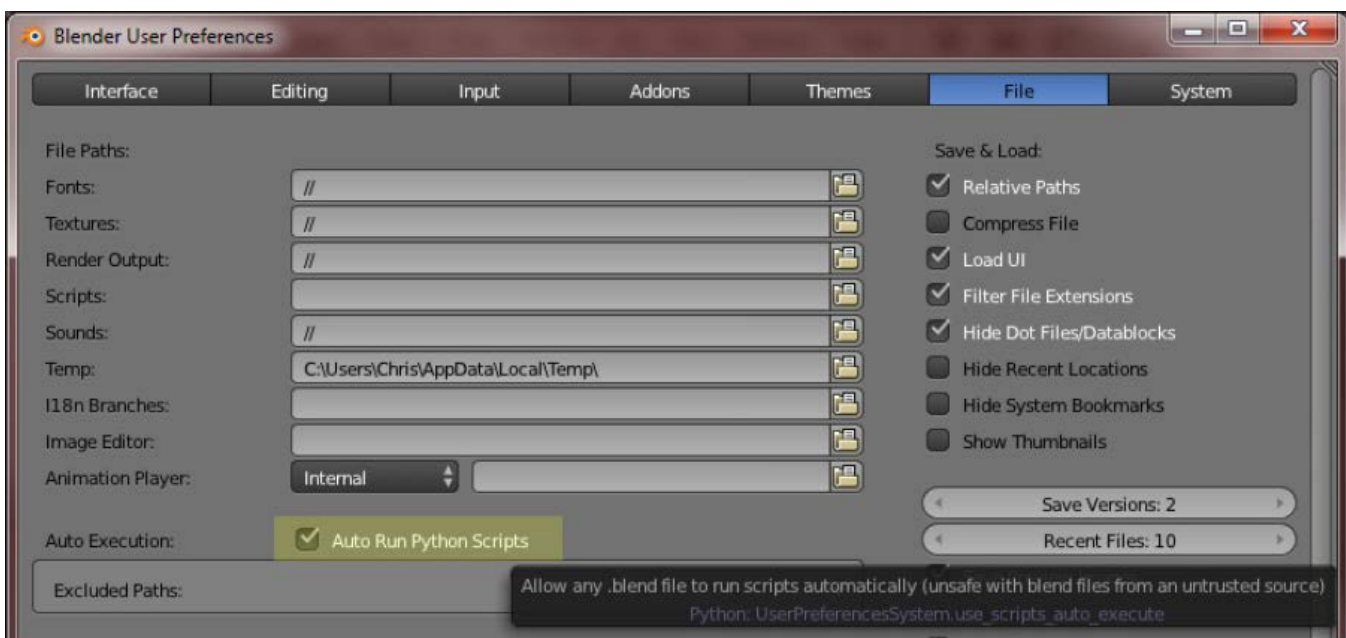 Blender User Preferences
Interface Editing Input Addons Themes File System
File Paths:
Fonts: //
Textures: //
Render Output: //
Scripts:
Sounds: //
Temp: C:\Users\Chris\AppData\Local\Temp\
I18n Branches:
Image Editor:
Animation Player: Internal
Auto Execution: Auto Run Python Scripts
Excluded Paths:
Save & Load:
Relative Paths
Compress File
Load UI
Filter File Extensions
Hide Dot Files/Datablocks
Hide Recent Locations
Hide System Bookmarks
Show Thumbnails
Save Versions: 2
Recent Files: 10
Allow any .blend file to run scripts automatically (unsafe with blend files from an untrusted source)
Python: UserPreferencesSystem.use_scripts_auto_execute